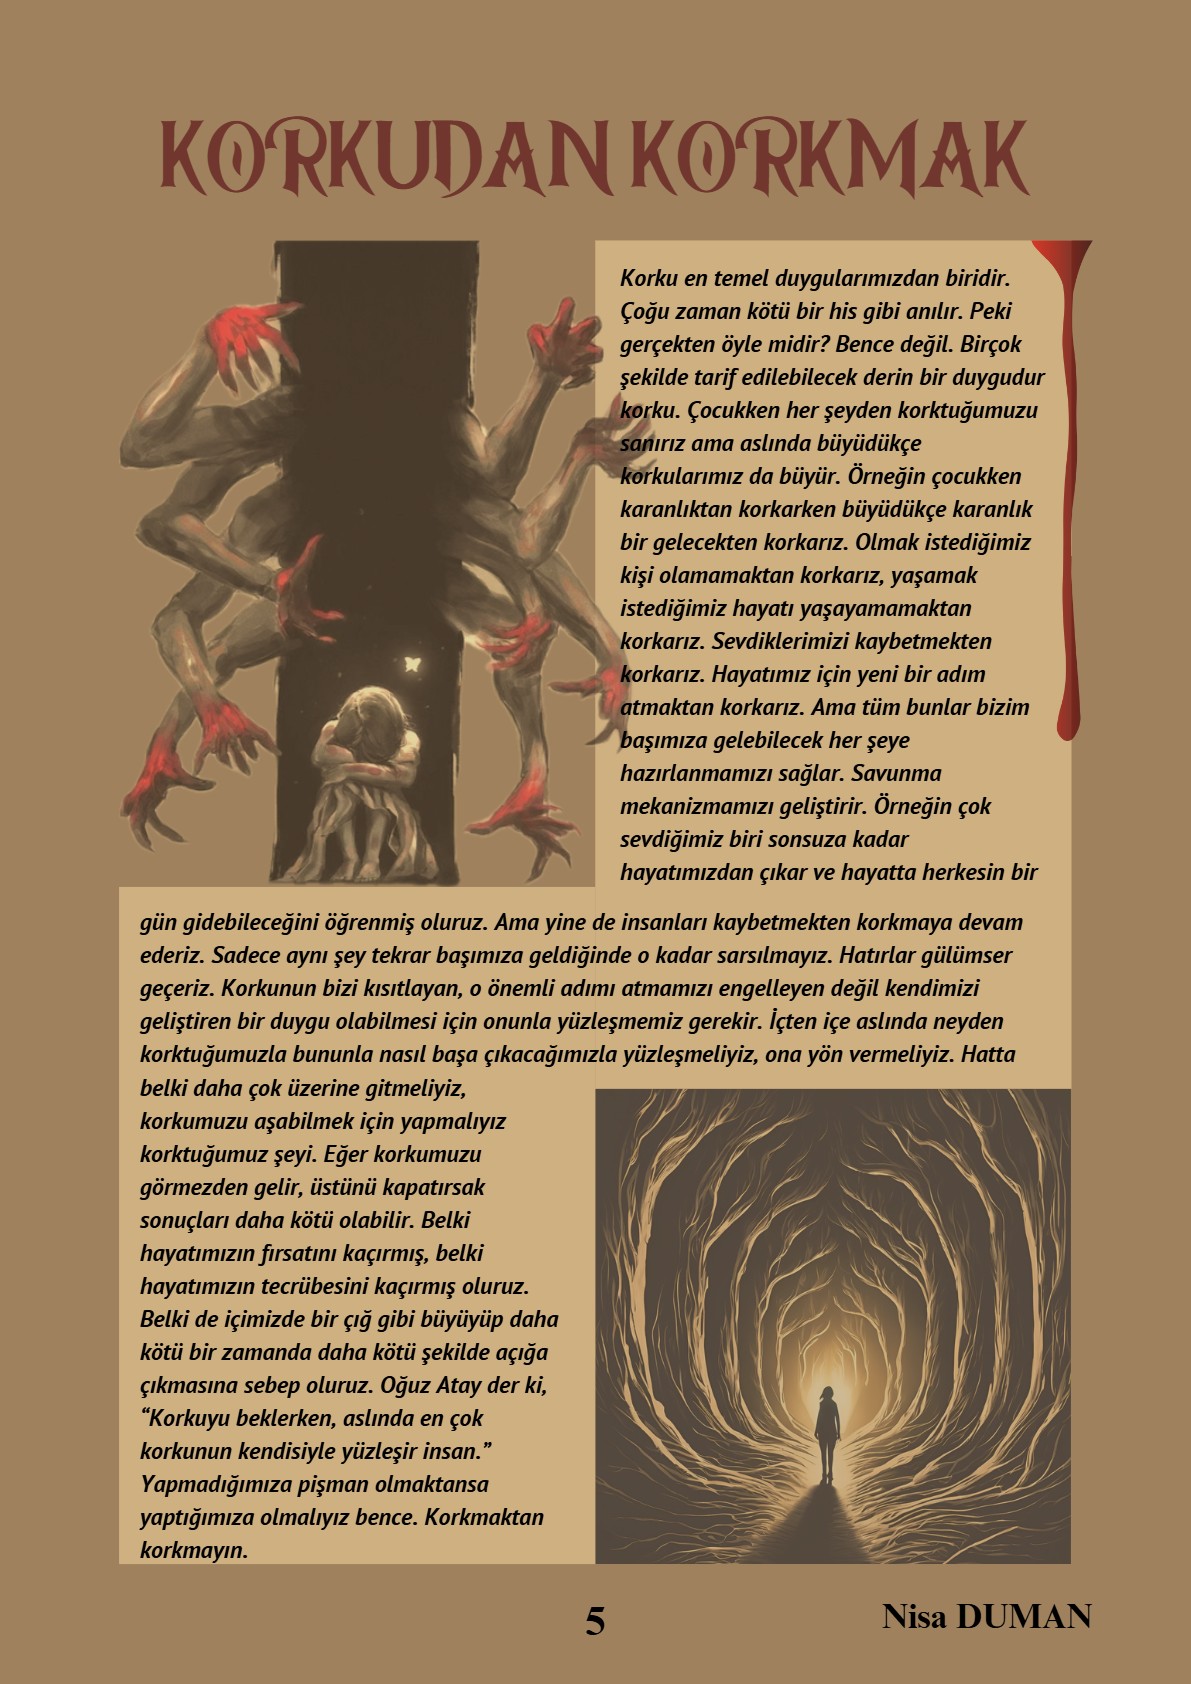 KORKUDAN KORKMAK
Korku en temel duygularımızdan biridir.
Çoğu zaman kötü bir his gibi anılır. Peki
gerçekten öyle midir? Bence değil. Birçok
şekilde tarif edilebilecek derin bir duygudur
korku. Çocukken her şeyden korktuğumuzu
sanırız ama aslında büyüdükçe
korkularımız da büyür. Örneğin çocukken
karanlıktan korkarken büyüdükçe karanlık
bir gelecekten korkarız. Olmak istediğimiz
kişi olamamaktan korkarız, yaşamak
istediğimiz hayatı yaşayamamaktan
korkarız. Sevdiklerimizi kaybetmekten
korkarız. Hayatımız için yeni bir adım
atmaktan korkarız. Ama tüm bunlar bizim
başımıza gelebilecek her şeye
hazırlanmamızı sağlar. Savunma
mekanizmamızı geliştirir. Örneğin çok
sevdiğimiz biri sonsuza kadar
hayatımızdan çıkar ve hayatta herkesin bir
gün gidebileceğini öğrenmiş oluruz. Ama yine de insanları kaybetmekten korkmaya devam
ederiz. Sadece aynı şey tekrar başımıza geldiğinde o kadar sarsılmayız. Hatırlar gülümser
geçeriz. Korkunun bizi kısıtlayan, o önemli adımı atmamızı engelleyen değil kendimizi
geliştiren bir duygu olabilmesi için onunla yüzleşmemiz gerekir. İçten içe aslında neyden
korktuğumuzla bununla nasıl başa çıkacağımızla yüzleşmeliyiz, ona yön vermeliyiz. Hatta
belki daha çok üzerine gitmeliyiz,
korkumuzu aşabilmek için yapmalıyız
korktuğumuz şeyi. Eğer korkumuzu
görmezden gelir, üstünü kapatırsak
sonuçları daha kötü olabilir. Belki
hayatımızın fırsatını kaçırmış, belki
hayatımızın tecrübesini kaçırmış oluruz.
Belki de içimizde bir çığ gibi büyüyüp daha
kötü bir zamanda daha kötü şekilde açığa
çıkmasına sebep oluruz. Oğuz Atay der ki,
“Korkuyu beklerken, aslında en çok
korkunun kendisiyle yüzleşir insan.”
Yapmadığımıza pişman olmaktansa
yaptığımıza olmalıyız bence. Korkmaktan
korkmayın.
5
Nisa DUMAN